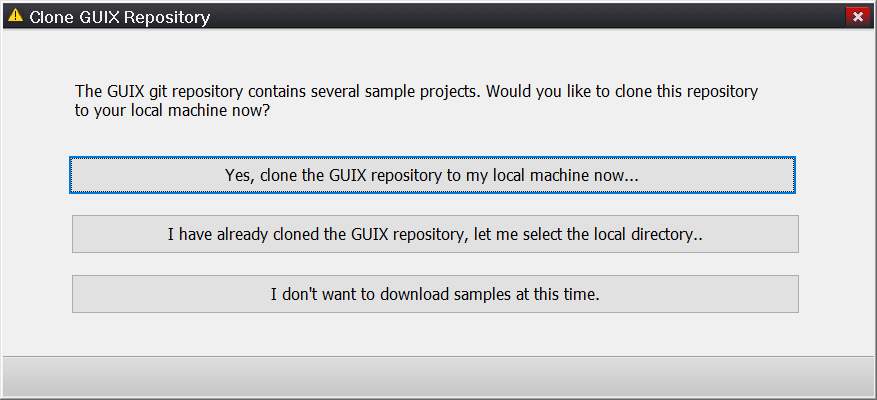 Clone GUIX Repository
The GUIX git repository contains several sample projects. Would you like to clone this repository
to your local machine now?
Yes, clone the GUIX repository to my local machine now...
I have already cloned the GUIX repository, let me select the local directory..
I don't want to download samples at this time.